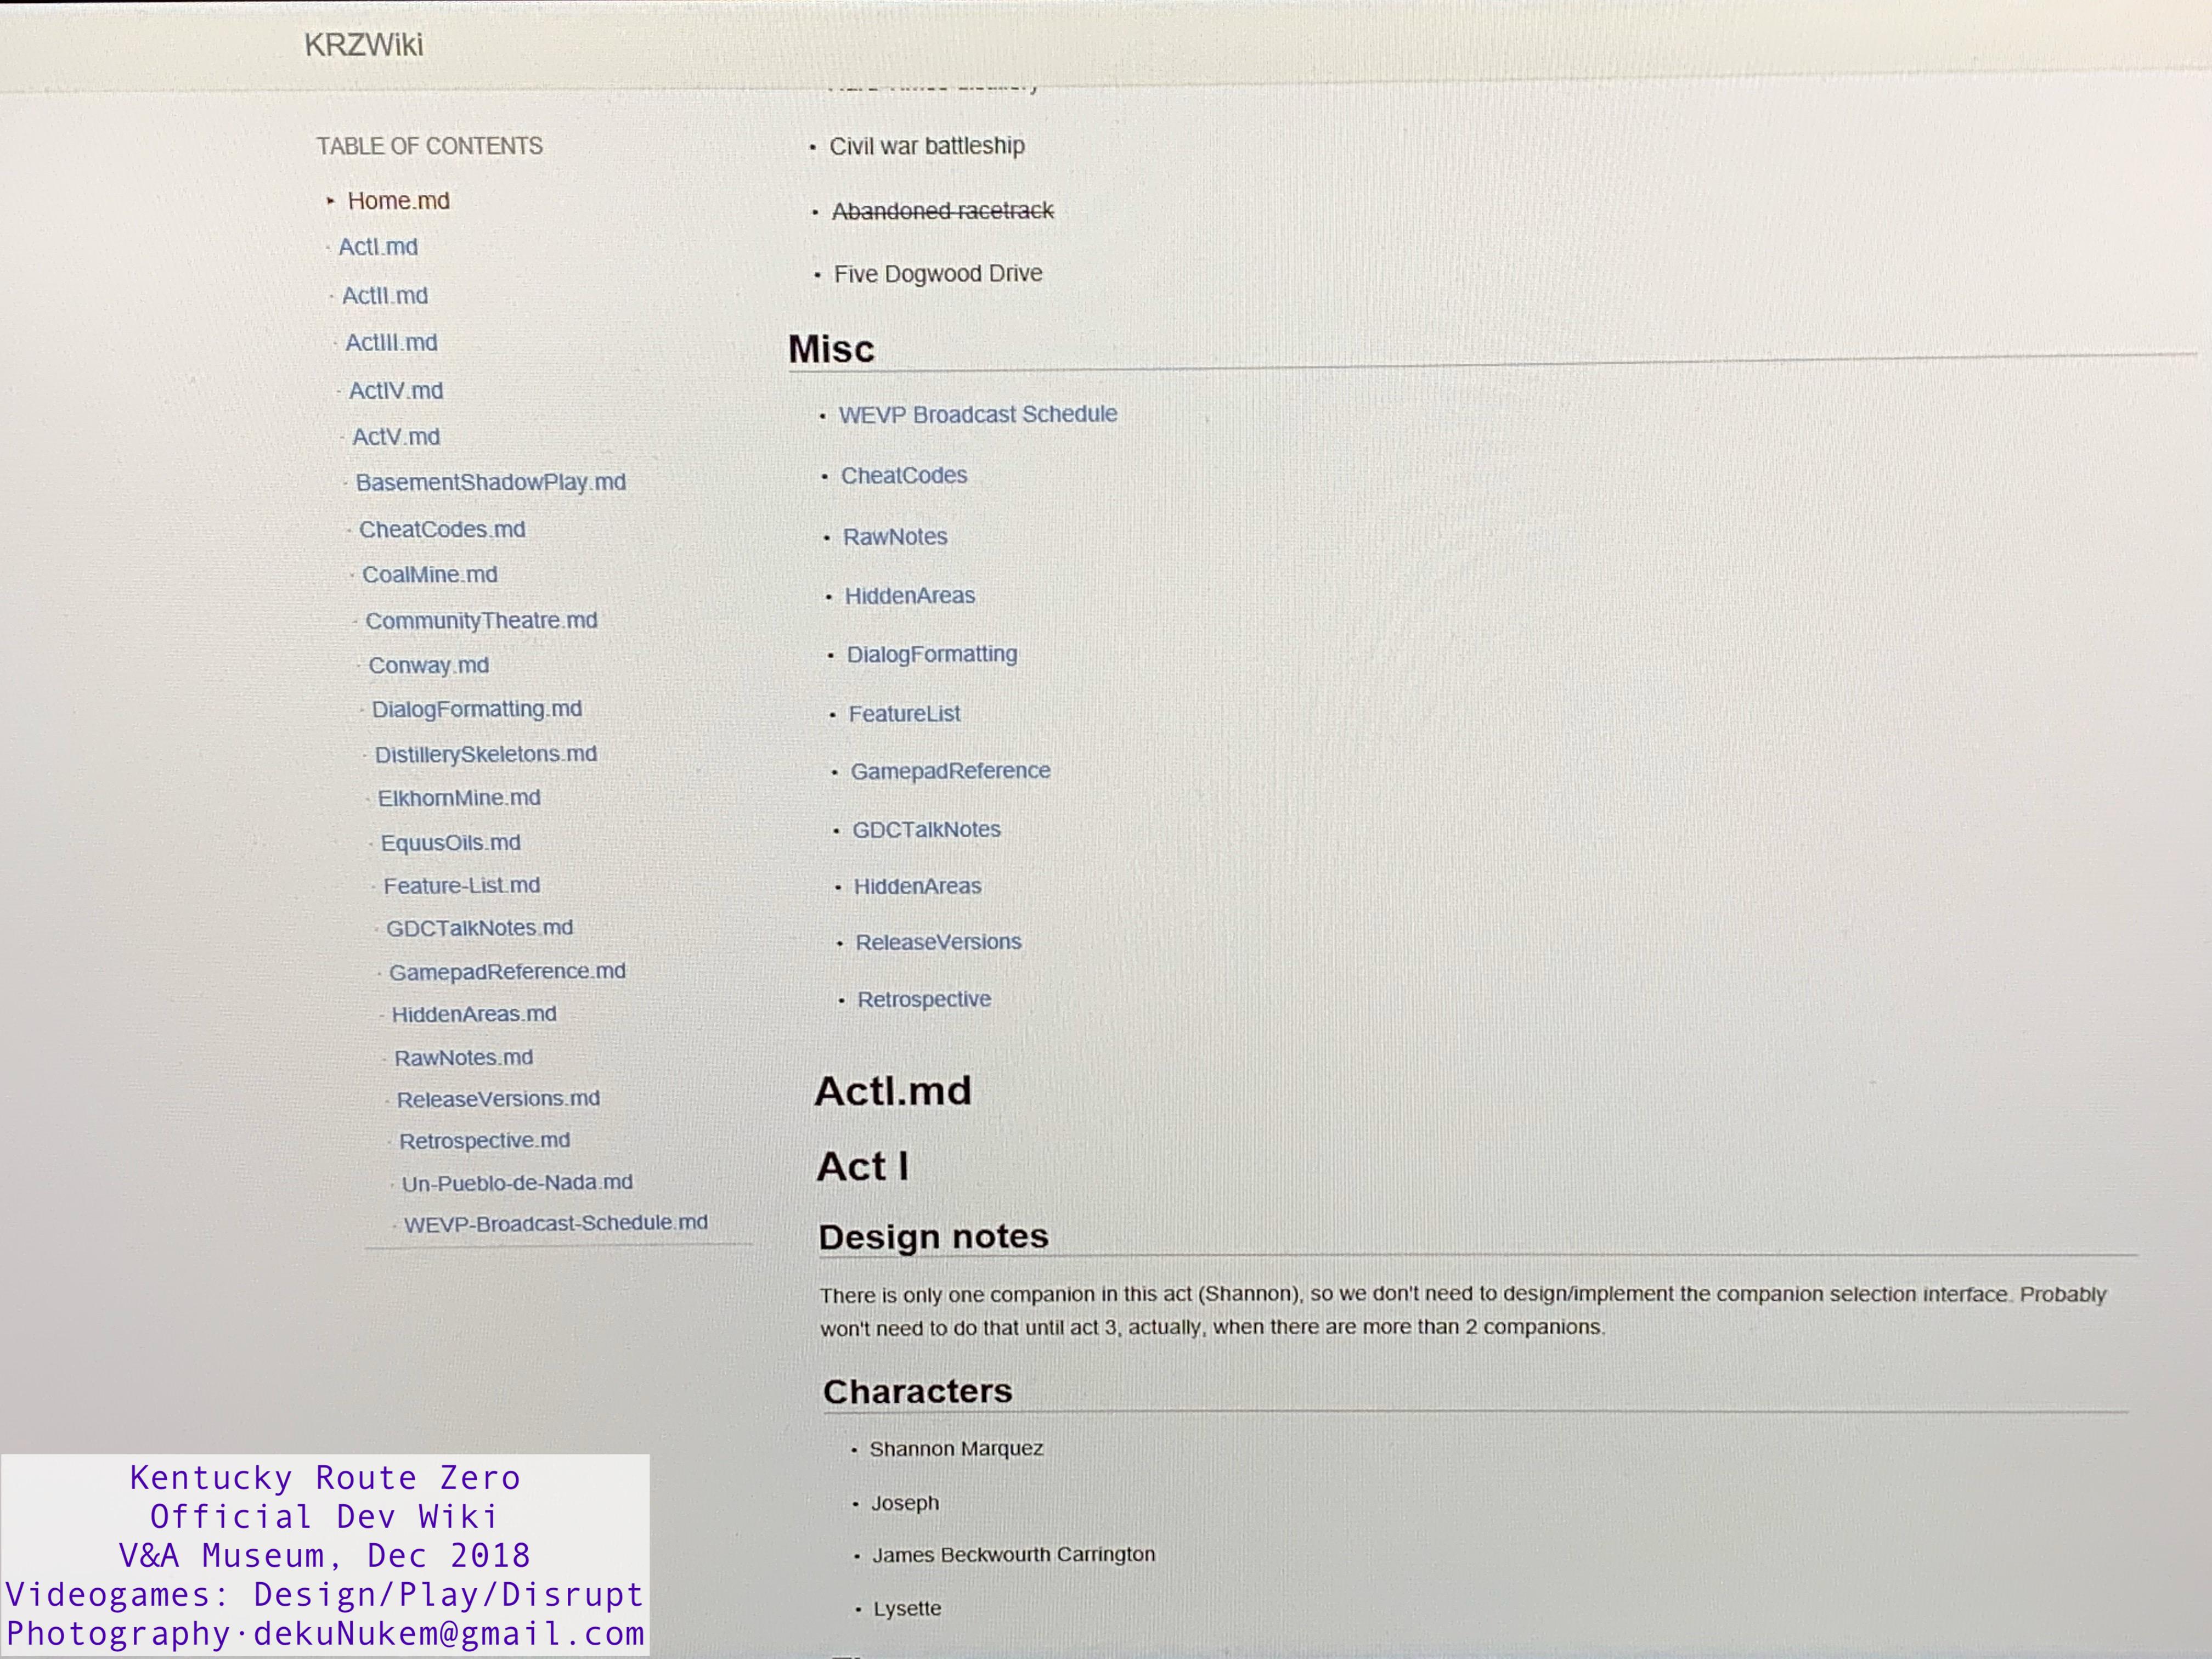 KRZWiki
TABLE OF CONTENTS
Home.md
ActI.md
ActII.md
ActIII.md
ActIV.md
ActV.md
BasementShadowPlay.md
CheatCodes.md
CoalMine.md
CommunityTheatre.md
Conway.md
DialogFormatting.md
DistillerySkeletons.md
ElkhornMine.md
EquusOils.md
Feature-List.md
GDCTalkNotes.md
GamepadReference.md
HiddenAreas.md
RawNotes.md
ReleaseVersions.md
Retrospective.md
Un-Pueblo-de-Nada.md
WEVP-Broadcast-Schedule.md
Civil war battleship
Abandoned racetrack
Five Dogwood Drive
Misc
WEVP Broadcast Schedule
CheatCodes
RawNotes
HiddenAreas
DialogFormatting
FeatureList
GamepadReference
GDCTalkNotes
HiddenAreas
ReleaseVersions
Retrospective
ActI.md
Act I
Design notes
There is only one companion in this act (Shannon), so we don't need to design/implement the companion selection interface. Probably
won't need to do that until act 3, actually, when there are more than 2 companions.
Characters
Shannon Marquez
Joseph
James Beckwourth Carrington
Lysette
Kentucky Route Zero
Official Dev Wiki
V&A Museum, Dec 2018
Videogames: Design/Play/Disrupt
Photography·dekuNukem@gmail.com